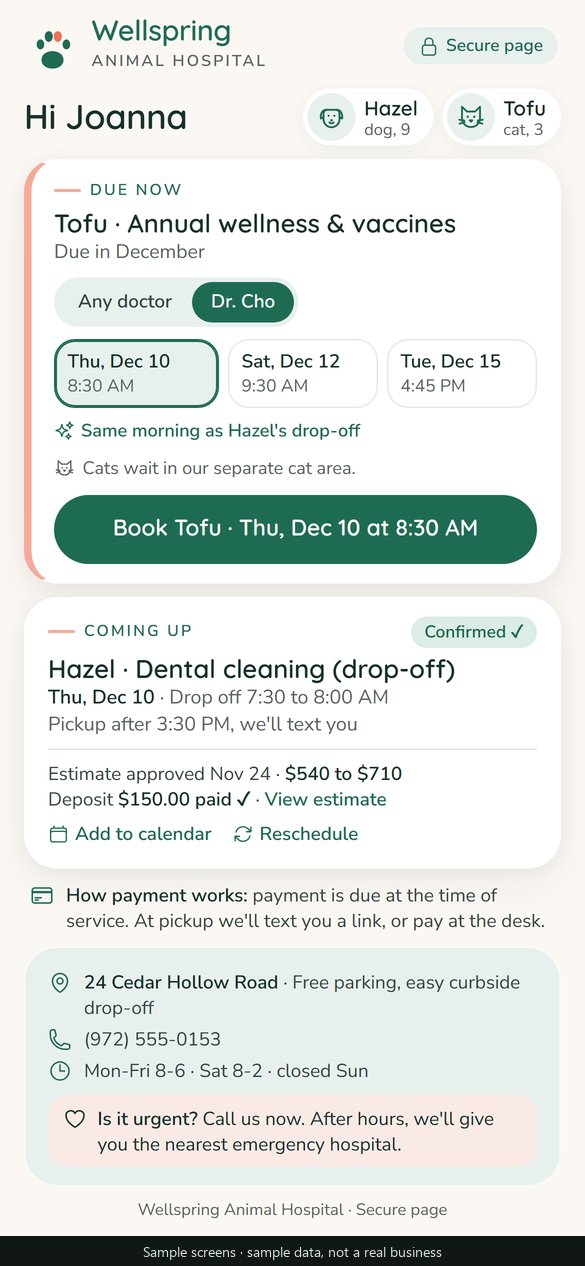 Wellspring
ANIMAL HOSPITAL
Secure page
Hi Joanna
Hazel
dog, 9
Tofu
cat, 3
DUE NOW
Tofu · Annual wellness & vaccines
Due in December
Any doctor
Dr. Cho
Thu, Dec 10
8:30 AM
Sat, Dec 12
9:30 AM
Tue, Dec 15
4:45 PM
Same morning as Hazel's drop-off
Cats wait in our separate cat area.
Book Tofu · Thu, Dec 10 at 8:30 AM
COMING UP
Confirmed ✓
Hazel · Dental cleaning (drop-off)
Thu, Dec 10 · Drop off 7:30 to 8:00 AM
Pickup after 3:30 PM, we'll text you
Estimate approved Nov 24 · $540 to $710
Deposit $150.00 paid ✓ · View estimate
Add to calendar
Reschedule
How payment works: payment is due at the time of
service. At pickup we'll text you a link, or pay at the desk.
24 Cedar Hollow Road · Free parking, easy curbside
drop-off
(972) 555-0153
Mon-Fri 8-6 · Sat 8-2 · closed Sun
Is it urgent? Call us now. After hours, we'll give
you the nearest emergency hospital.
Wellspring Animal Hospital · Secure page
Sample screens · sample data, not a real business